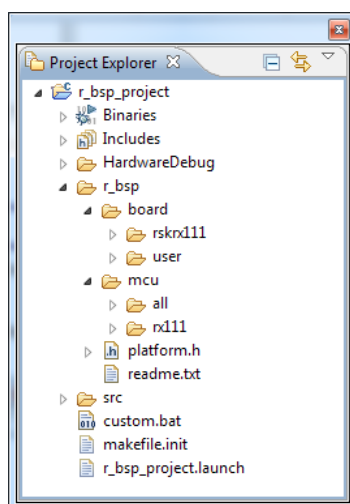 Project Explorer
r_bsp_project
Binaries
Includes
HardwareDebug
r_bsp
board
rskrx111
user
mcu
all
rx111
platform.h
readme.txt
src
custom.bat
makefile.init
r_bsp_project.launch